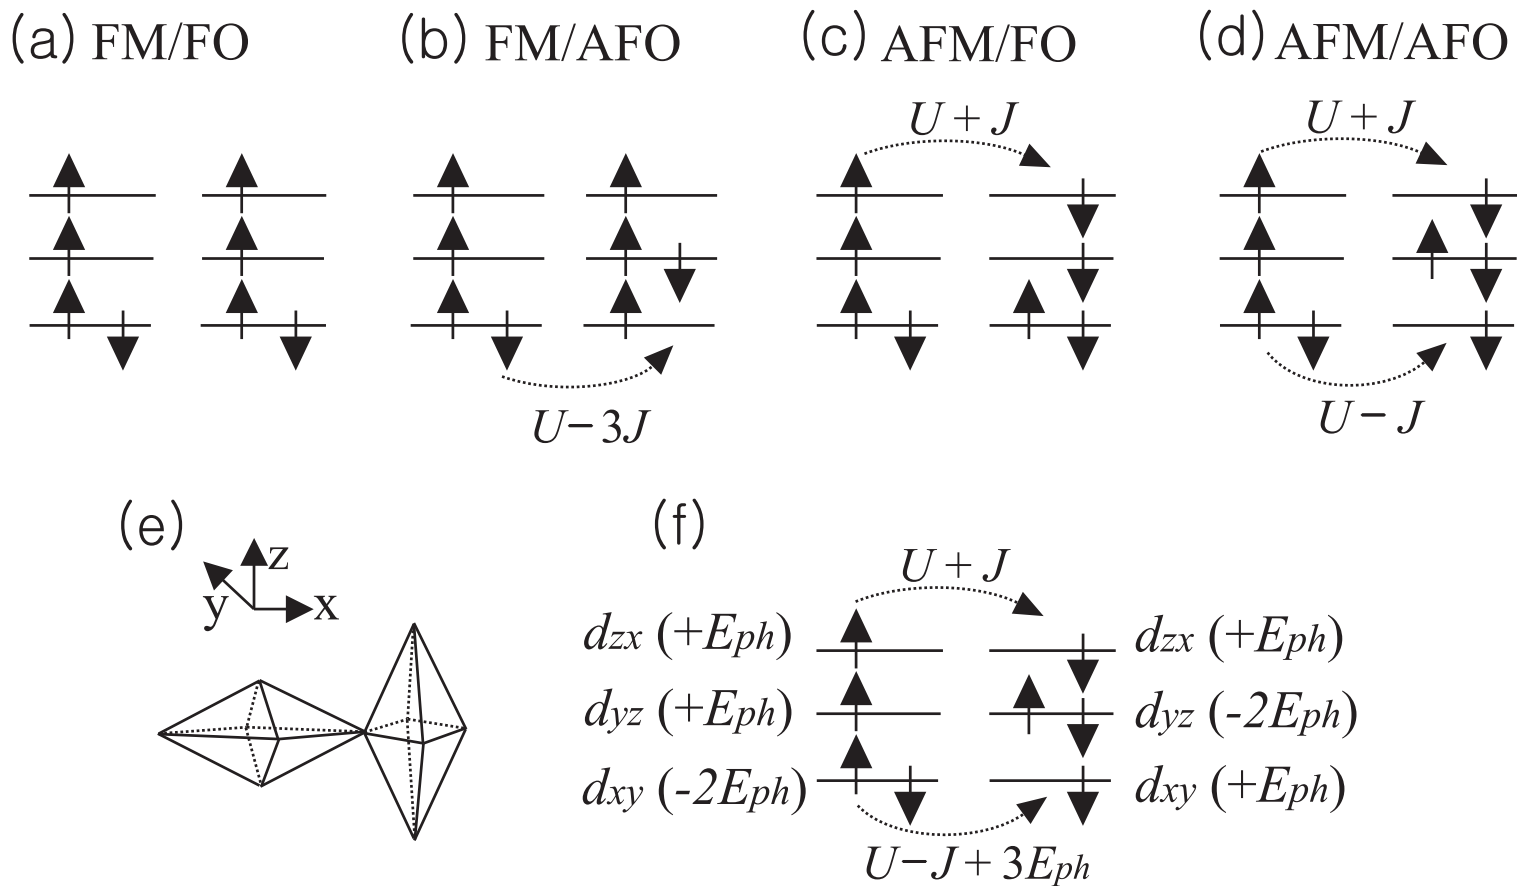 (a) FM/FO
(b) FM/AFO
(c) AFM/FO
(d) AFM/AFO
U + J
U + J
U − 3J
U − J
(e)
z
y
x
(f)
U + J
dzx (+Eph)
dzx (+Eph)
dyz (+Eph)
dyz (-2Eph)
dxy (-2Eph)
dxy (+Eph)
U − J + 3Eph